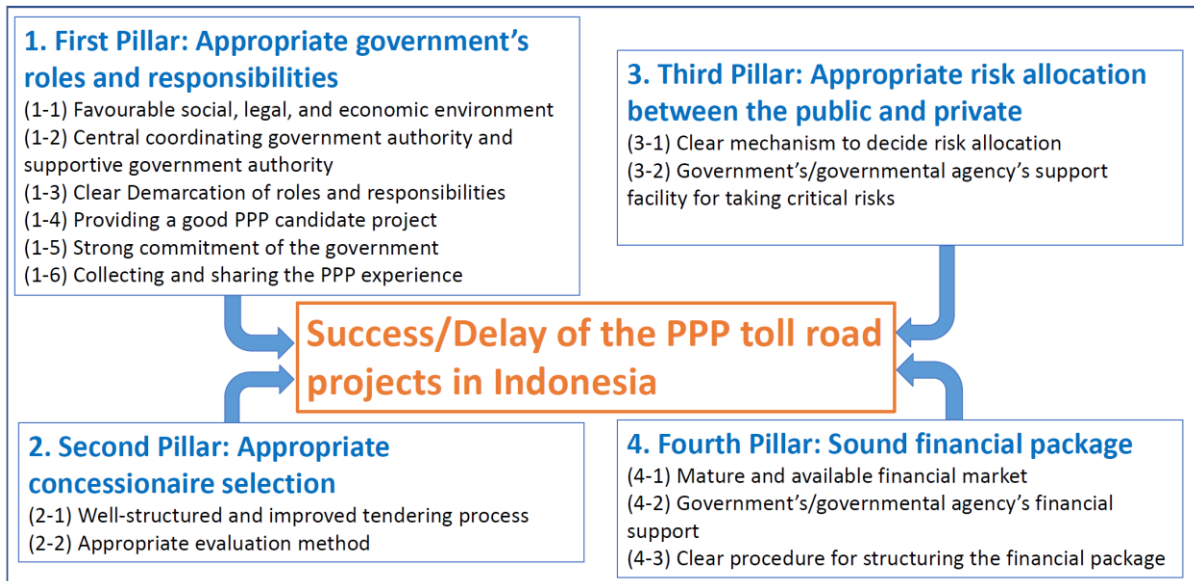 1. First Pillar: Appropriate government’s
roles and responsibilities
(1-1) Favourable social, legal, and economic environment
(1-2) Central coordinating government authority and
supportive government authority
(1-3) Clear Demarcation of roles and responsibilities
(1-4) Providing a good PPP candidate project
(1-5) Strong commitment of the government
(1-6) Collecting and sharing the PPP experience
3. Third Pillar: Appropriate risk allocation
between the public and private
(3-1) Clear mechanism to decide risk allocation
(3-2) Government’s/governmental agency’s support
facility for taking critical risks
Success/Delay of the PPP toll road
projects in Indonesia
2. Second Pillar: Appropriate
concessionaire selection
(2-1) Well-structured and improved tendering process
(2-2) Appropriate evaluation method
4. Fourth Pillar: Sound financial package
(4-1) Mature and available financial market
(4-2) Government’s/governmental agency’s financial
support
(4-3) Clear procedure for structuring the financial package